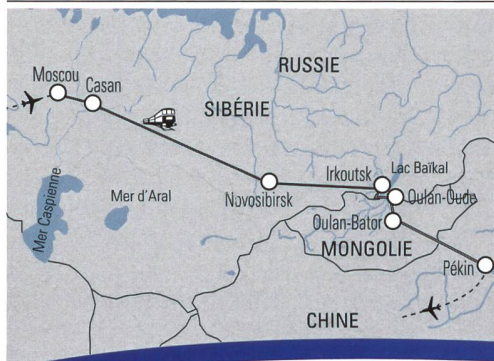 RUSSIE
Moscou
Casan
SIBÉRIE
Irkoutsk
Lac Baïkal
Novosibirsk
Oulan-Oude
Mer d'Aral
Mer Caspienne
Oulan-Bator
MONGOLIE
Pékin
CHINE